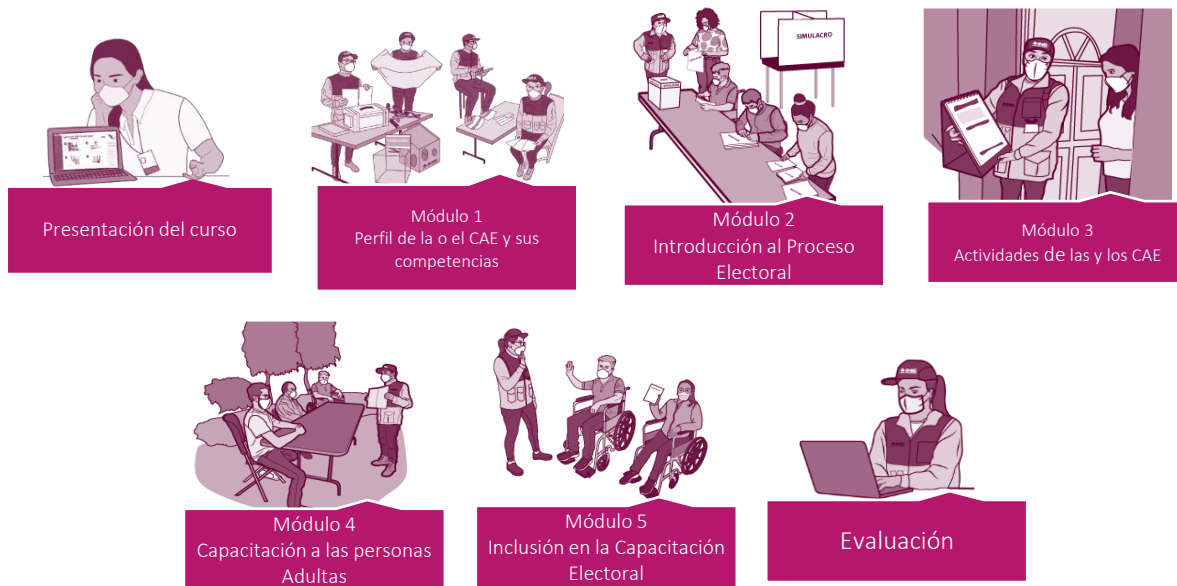 Presentación del curso
Módulo 1
Perfil de la o el CAE y sus
competencias
SIMULACRO
Módulo 2
Introducción al Proceso
Electoral
Módulo 3
Actividades de las y los CAE
Módulo 4
Capacitación a las personas
Adultas
Módulo 5
Inclusión en la Capacitación
Electoral
Evaluación